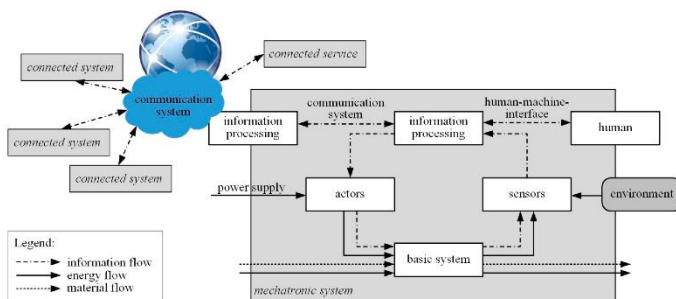 connected service
connected system
communication
system
connected system
connected system
communication
system
human-machine-
interface
information
processing
information
processing
human
power supply
actors
sensors
environment
basic system
mechatronic system
Legend:
information flow
energy flow
material flow